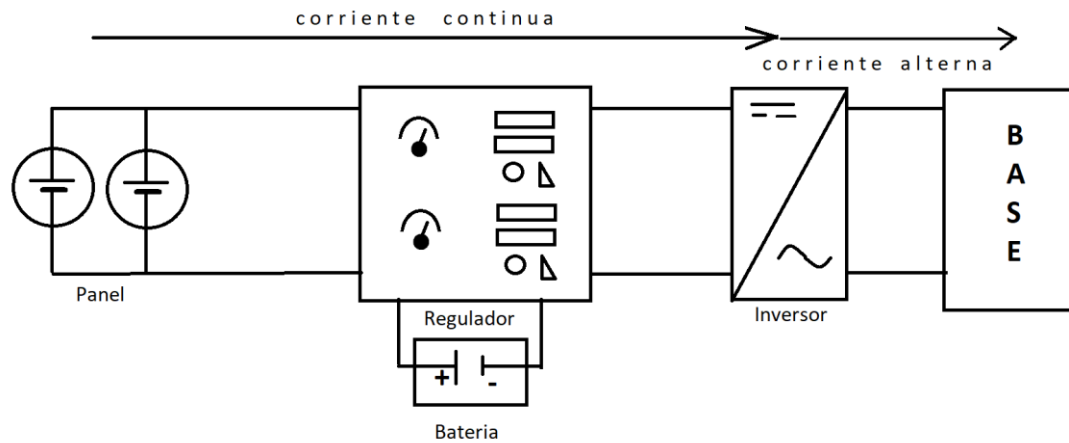 corriente continua
corriente alterna
B
A
S
E
Panel
Regulador
Inversor
+ -
Bateria